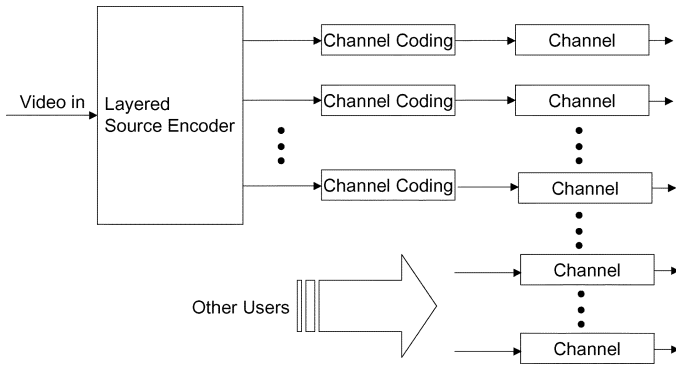 Channel Coding
Channel
Video in
Layered
Source Encoder
Channel Coding
Channel
Channel Coding
Channel
Channel
Other Users
Channel